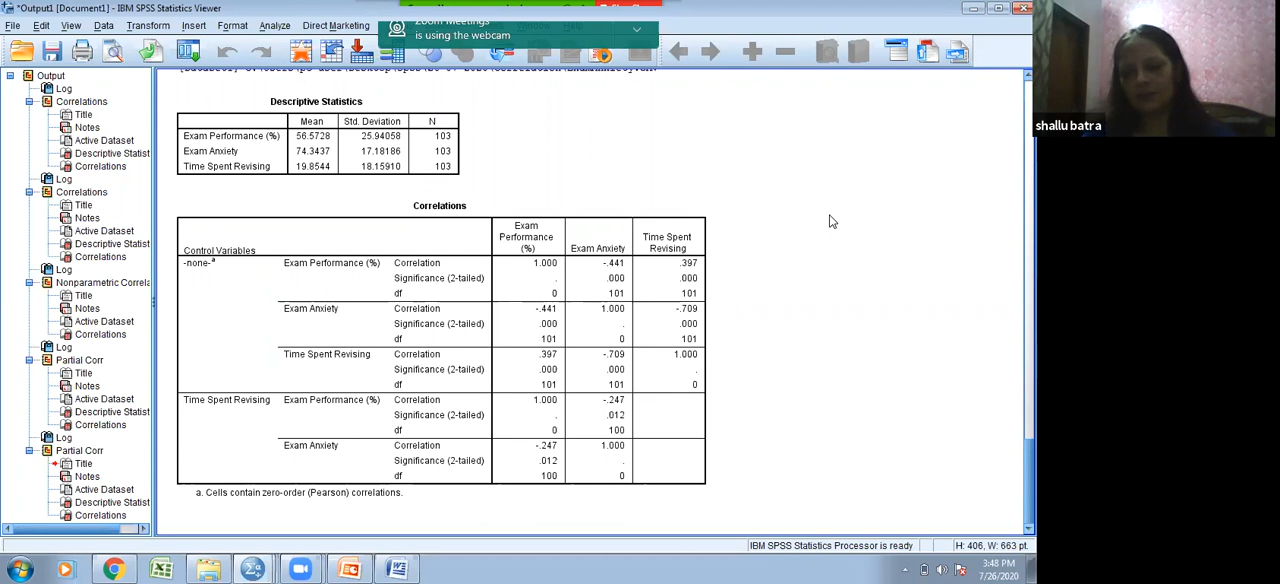 *Output1 [Document1] - IBM SPSS Statistics Viewer
File Edit View Data Transform Insert Format Analyze Direct Marketing
Zoom Meetings
is using the webcam
Output
Log
Correlations
Title
Notes
Active Dataset
Descriptive Statist
Correlations
Log
Correlations
Title
Notes
Active Dataset
Descriptive Statist
Correlations
Log
Nonparametric Correla
Title
Notes
Active Dataset
Correlations
Log
Partial Corr
Title
Notes
Active Dataset
Descriptive Statist
Correlations
Log
Partial Corr
Title
Notes
Active Dataset
Descriptive Statist
Correlations
Descriptive Statistics
Mean Std. Deviation N
Exam Performance (%) 56.5728 25.94058 103
Exam Anxiety 74.3437 17.18186 103
Time Spent Revising 19.8544 18.15910 103
Correlations
Control Variables Exam Performance (%) Exam Anxiety Time Spent Revising
-none-a Exam Performance (%) Correlation 1.000 -.441 .397
Significance (2-tailed) . .000 .000
df 0 101 101
Exam Anxiety Correlation -.441 1.000 -.709
Significance (2-tailed) .000 . .000
df 101 0 101
Time Spent Revising Correlation .397 -.709 1.000
Significance (2-tailed) .000 .000 .
df 101 101 0
Time Spent Revising Exam Performance (%) Correlation 1.000 -.247
Significance (2-tailed) . .012
df 0 100
Exam Anxiety Correlation -.247 1.000
Significance (2-tailed) .012 .
df 100 0
a. Cells contain zero-order (Pearson) correlations.
shallu batra
IBM SPSS Statistics Processor is ready H: 406, W: 663 pt.
3:48 PM
7/26/2020